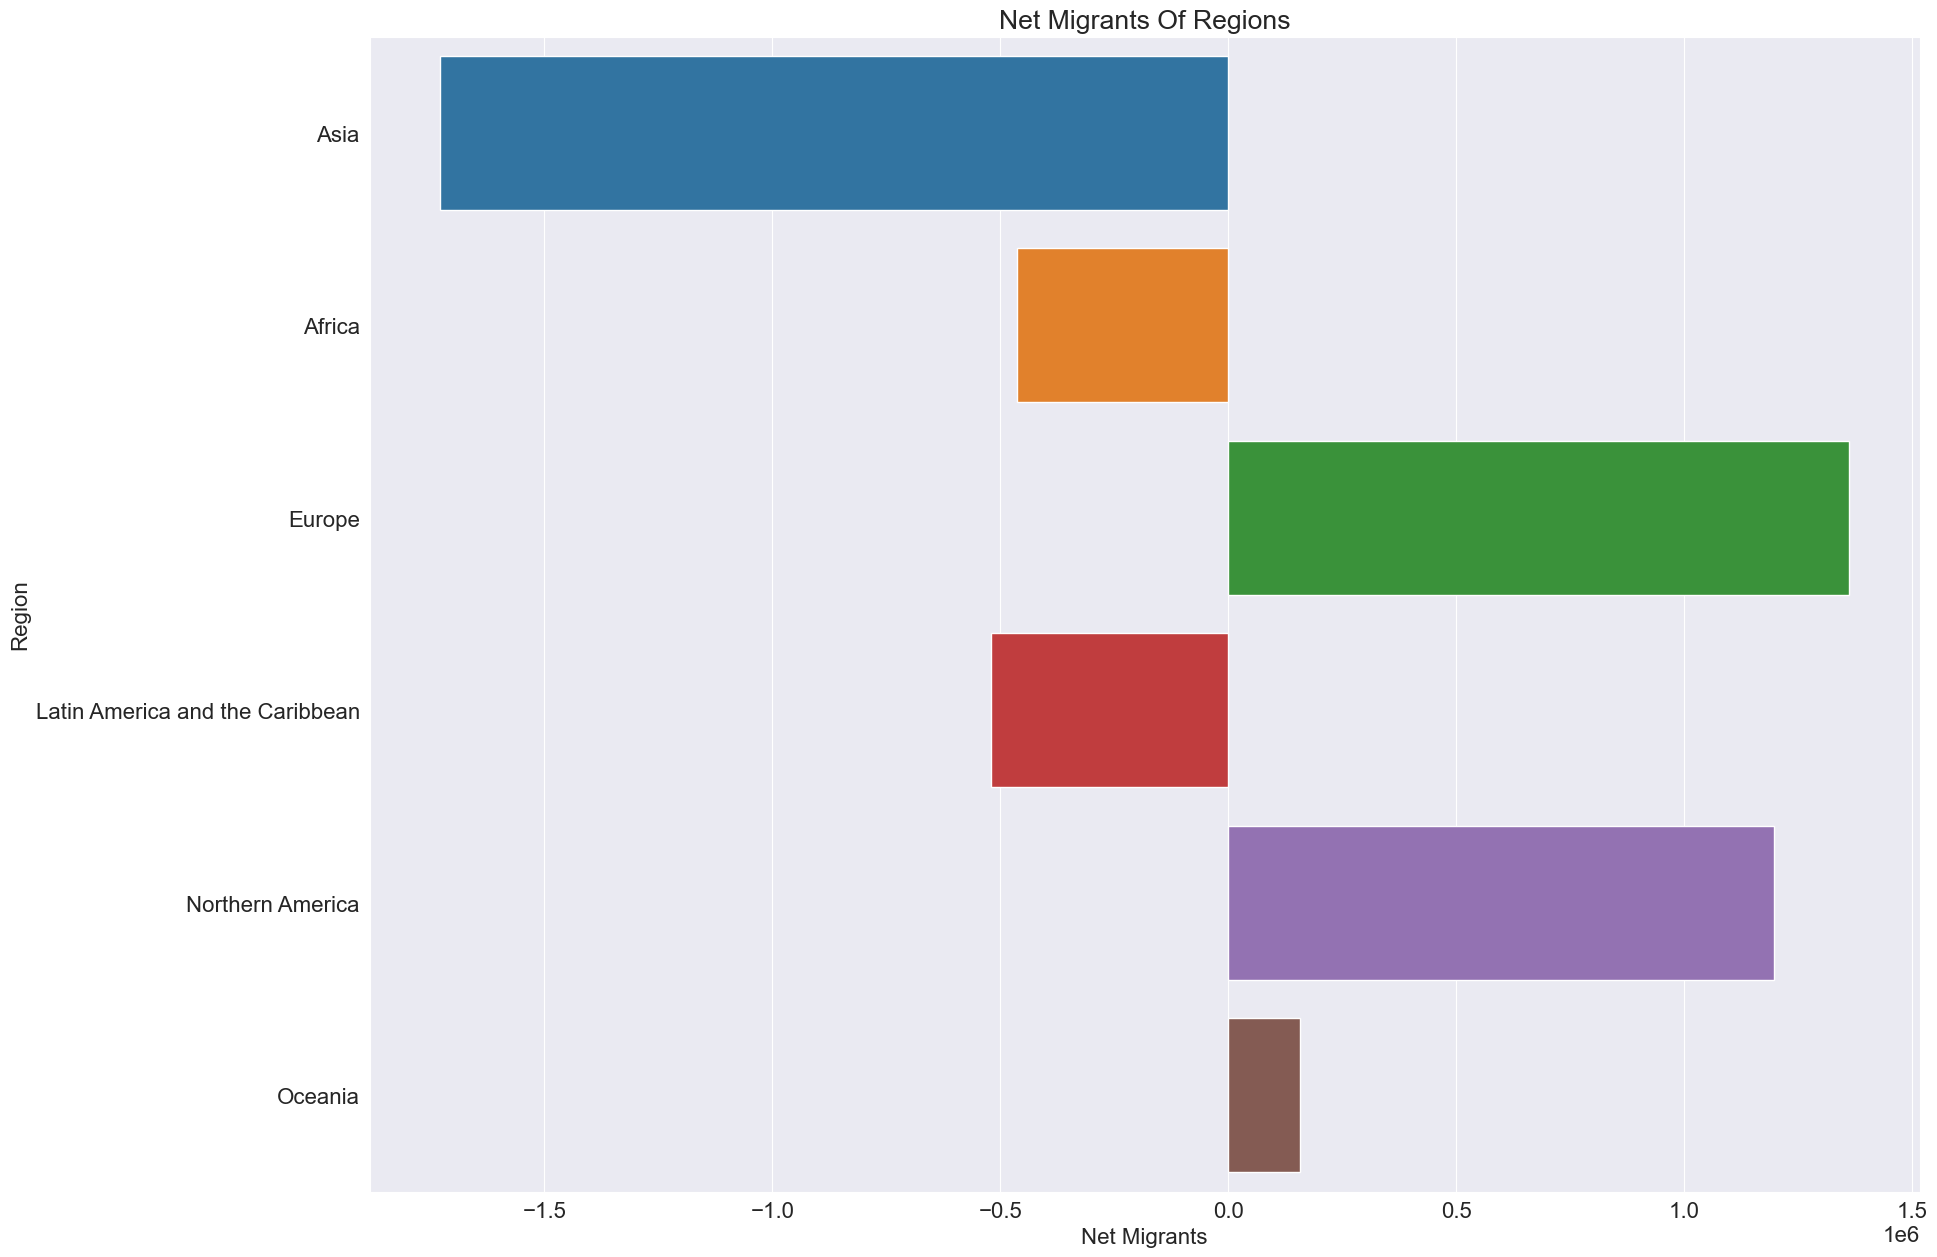 Net Migrants Of Regions
Asia
Africa
Europe
Region
Latin America and the Caribbean
Northern America
Oceania
−1.5 −1.0 −0.5 0.0 0.5 1.0 1.5
1e6
Net Migrants